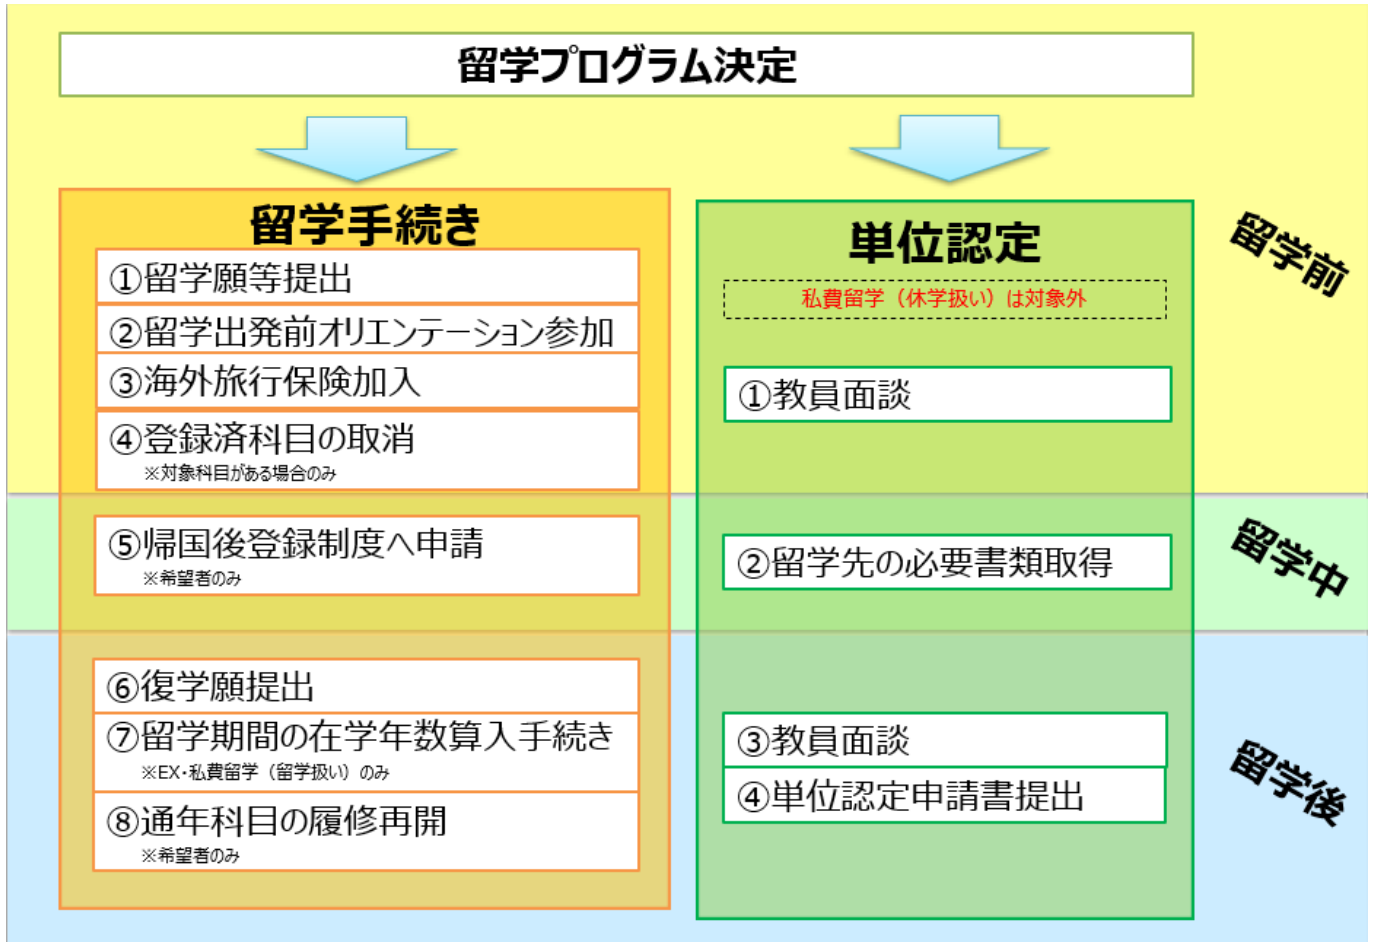 留学プログラム決定
留学手続き
①留学願等提出
②留学出発前オリエンテーション参加
③海外旅行保険加入
④登録済科目の取消
※対象科目がある場合のみ
⑤帰国後登録制度へ申請
※希望者のみ
⑥復学願提出
⑦留学期間の在学年数算入手続き
※EX・私費留学（留学扱い）のみ
⑧通年科目の履修再開
※希望者のみ
単位認定
私費留学（休学扱い）は対象外
①教員面談
②留学先の必要書類取得
③教員面談
④単位認定申請書提出
留学前
留学中
留学後